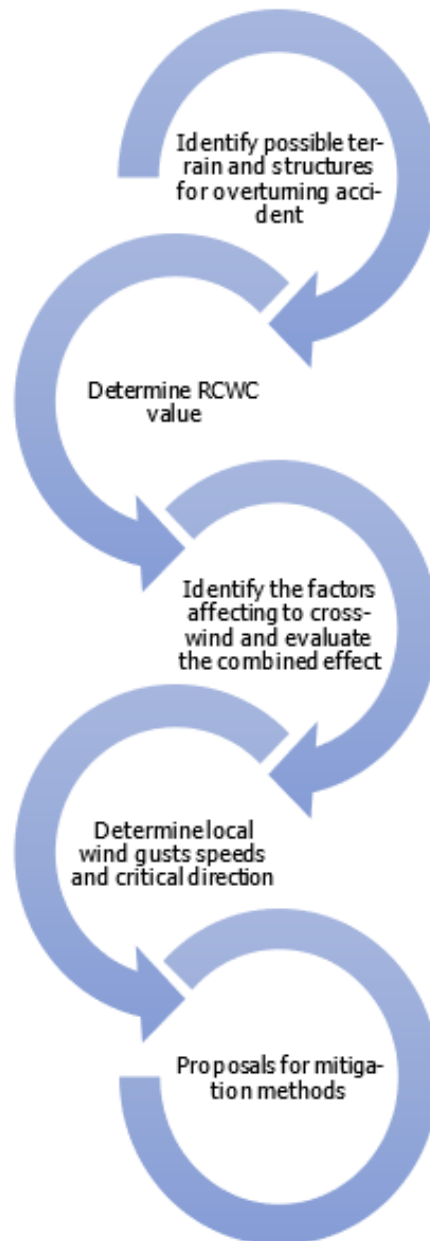 Identify possible ter-
rain and structures
for overturning acci-
dent
Determine RCWC
value
Identify the factors
affecting to cross-
wind and evaluate
the combined effect
Determine local
wind gusts speeds
and critical direction
Proposals for mitiga-
tion methods